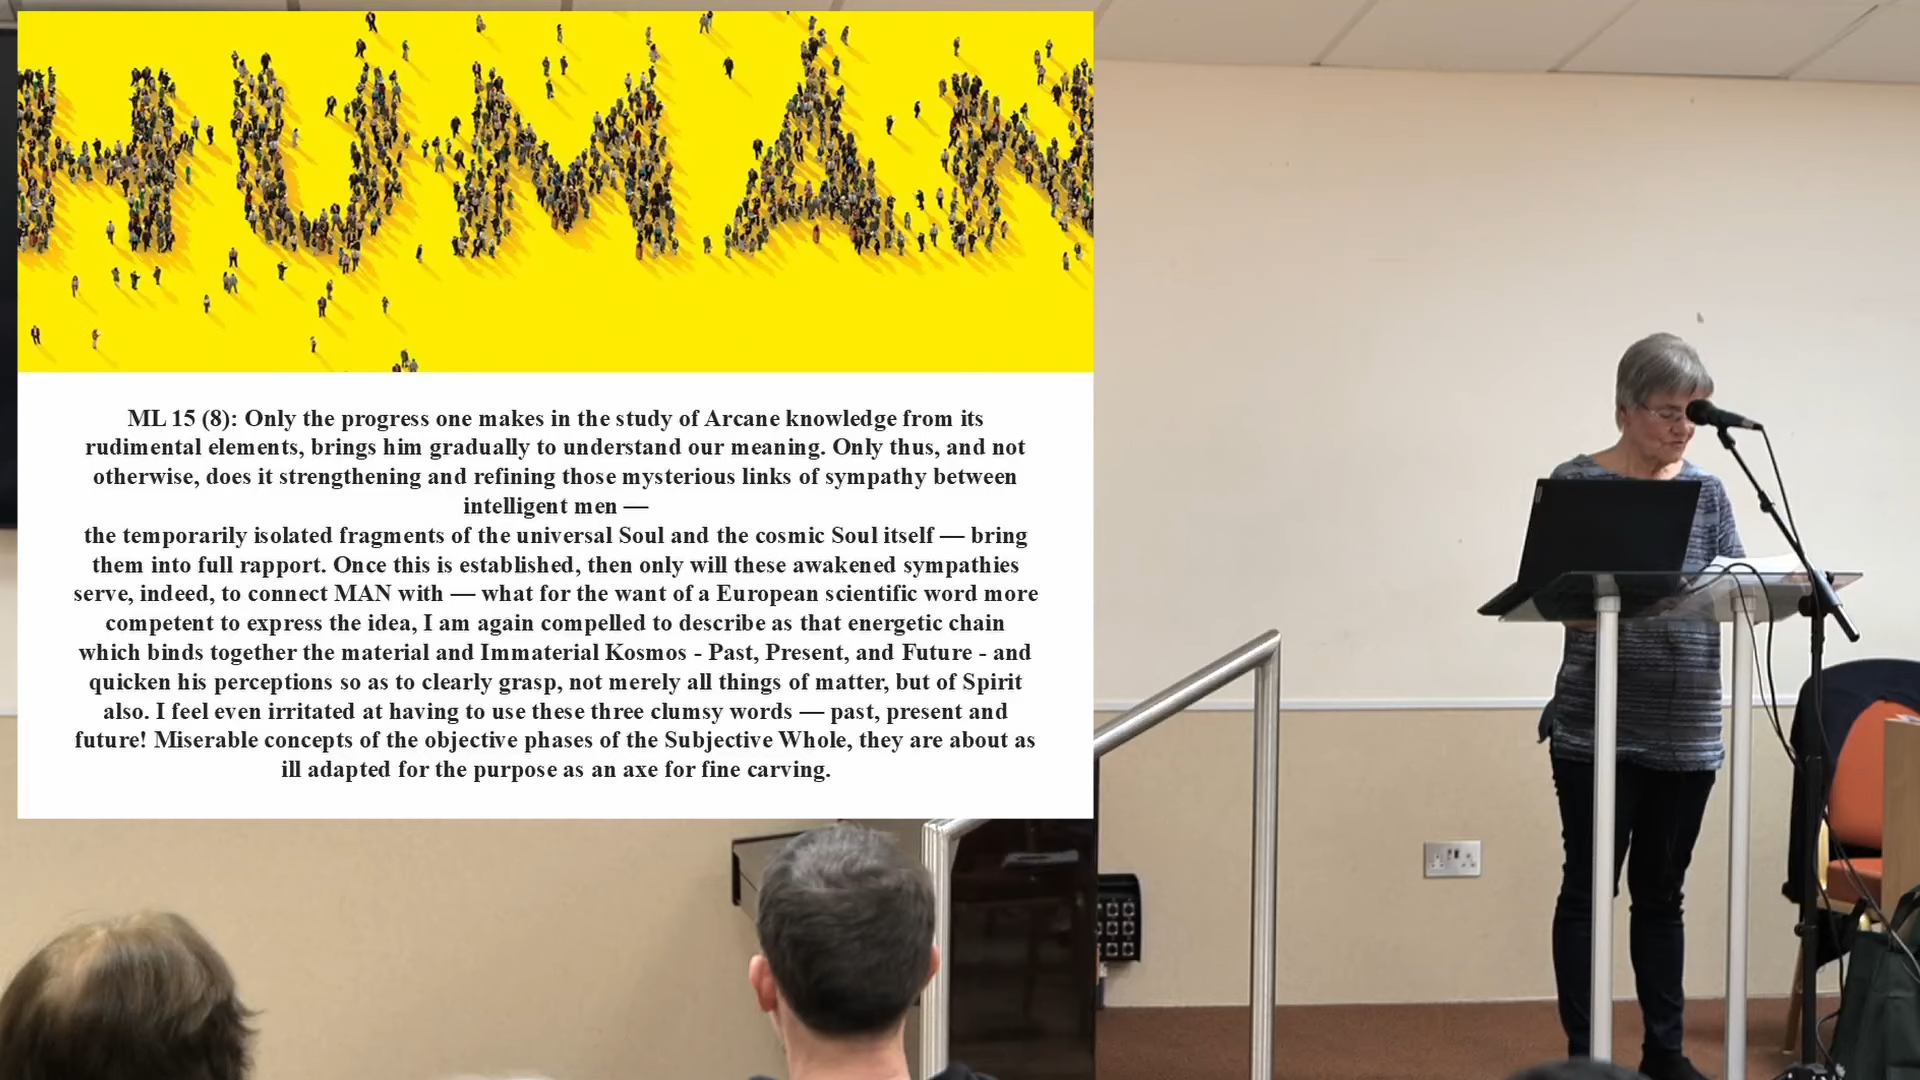 HUMAN
ML 15 (8): Only the progress one makes in the study of Arcane knowledge from its
rudimental elements, brings him gradually to understand our meaning. Only thus, and not
otherwise, does it strengthening and refining those mysterious links of sympathy between
intelligent men —
the temporarily isolated fragments of the universal Soul and the cosmic Soul itself — bring
them into full rapport. Once this is established, then only will these awakened sympathies
serve, indeed, to connect MAN with — what for the want of a European scientific word more
competent to express the idea, I am again compelled to describe as that energetic chain
which binds together the material and Immaterial Kosmos - Past, Present, and Future - and
quicken his perceptions so as to clearly grasp, not merely all things of matter, but of Spirit
also. I feel even irritated at having to use these three clumsy words — past, present and
future! Miserable concepts of the objective phases of the Subjective Whole, they are about as
ill adapted for the purpose as an axe for fine carving.